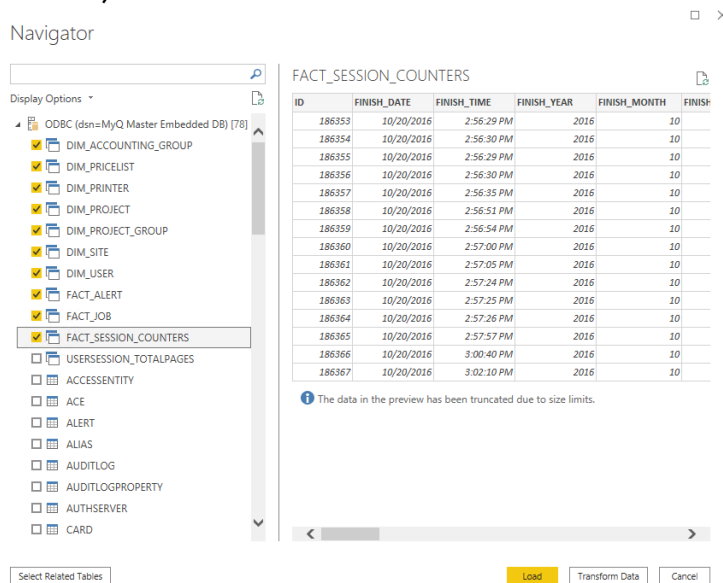 Navigator
Display Options
ODBC (dsn=MyQ Master Embedded DB) [78]
DIM_ACCOUNTING_GROUP
DIM_PRICELIST
DIM_PRINTER
DIM_PROJECT
DIM_PROJECT_GROUP
DIM_SITE
DIM_USER
FACT_ALERT
FACT_JOB
FACT_SESSION_COUNTERS
USERSESSION_TOTALPAGES
ACCESSENTITY
ACE
ALERT
ALIAS
AUDITLOG
AUDITLOGPROPERTY
AUTHSERVER
CARD
FACT_SESSION_COUNTERS
ID FINISH_DATE FINISH_TIME FINISH_YEAR FINISH_MONTH FINISH
186353 10/20/2016 2:56:29 PM 2016 10
186354 10/20/2016 2:56:30 PM 2016 10
186355 10/20/2016 2:56:29 PM 2016 10
186356 10/20/2016 2:56:30 PM 2016 10
186357 10/20/2016 2:56:35 PM 2016 10
186358 10/20/2016 2:56:51 PM 2016 10
186359 10/20/2016 2:56:54 PM 2016 10
186360 10/20/2016 2:57:00 PM 2016 10
186361 10/20/2016 2:57:05 PM 2016 10
186362 10/20/2016 2:57:24 PM 2016 10
186363 10/20/2016 2:57:25 PM 2016 10
186364 10/20/2016 2:57:26 PM 2016 10
186365 10/20/2016 2:57:57 PM 2016 10
186366 10/20/2016 3:00:40 PM 2016 10
186367 10/20/2016 3:02:10 PM 2016 10
The data in the preview has been truncated due to size limits.
Select Related Tables Load Transform Data Cancel